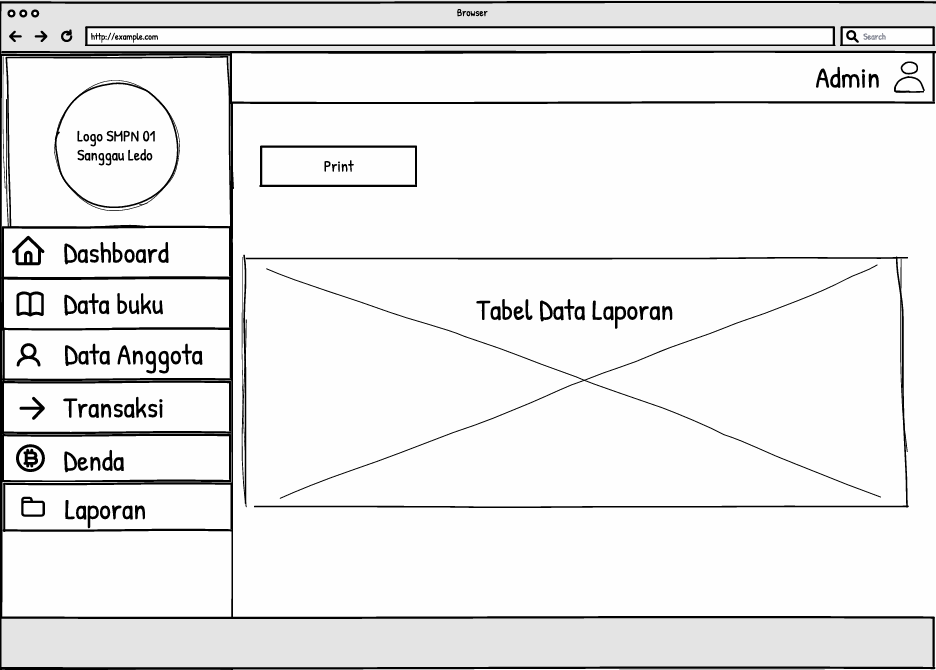 Browser
http://example.com
Search
Admin
Logo SMPN 01
Sanggau Ledo
Print
Dashboard
Data buku
Data Anggota
Transaksi
Denda
Laporan
Tabel Data Laporan